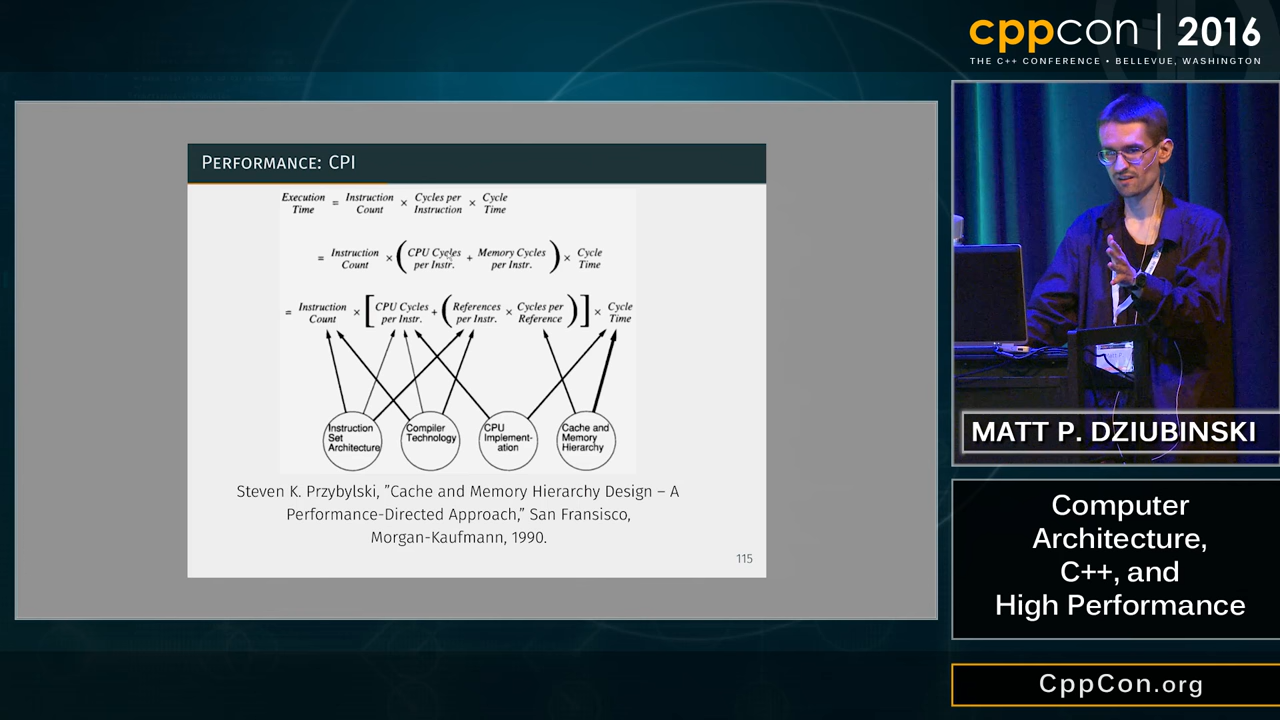 cppcon | 2016
THE C++ CONFERENCE • BELLEVUE, WASHINGTON
PERFORMANCE: CPI
Execution Time = Instruction Count × Cycles per Instruction × Cycle Time
= Instruction Count × ( CPU Cycles per Instr. + Memory Cycles per Instr. ) × Cycle Time
= Instruction Count × [ CPU Cycles per Instr. + ( References per Instr. × Cycles per Reference ) ] × Cycle Time
Instruction
Set
Architecture
Compiler
Technology
CPU
Implement-
ation
Cache and
Memory
Hierarchy
Steven K. Przybylski, ”Cache and Memory Hierarchy Design – A
Performance-Directed Approach,” San Fransisco,
Morgan-Kaufmann, 1990.
115
MATT P. DZIUBINSKI
Computer
Architecture,
C++, and
High Performance
CppCon.org